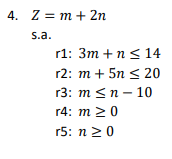 4. Z = m + 2n
s.a.
r1: 3m + n ≤ 14
r2: m + 5n ≤ 20
r3: m ≤ n − 10
r4: m ≥ 0
r5: n ≥ 0